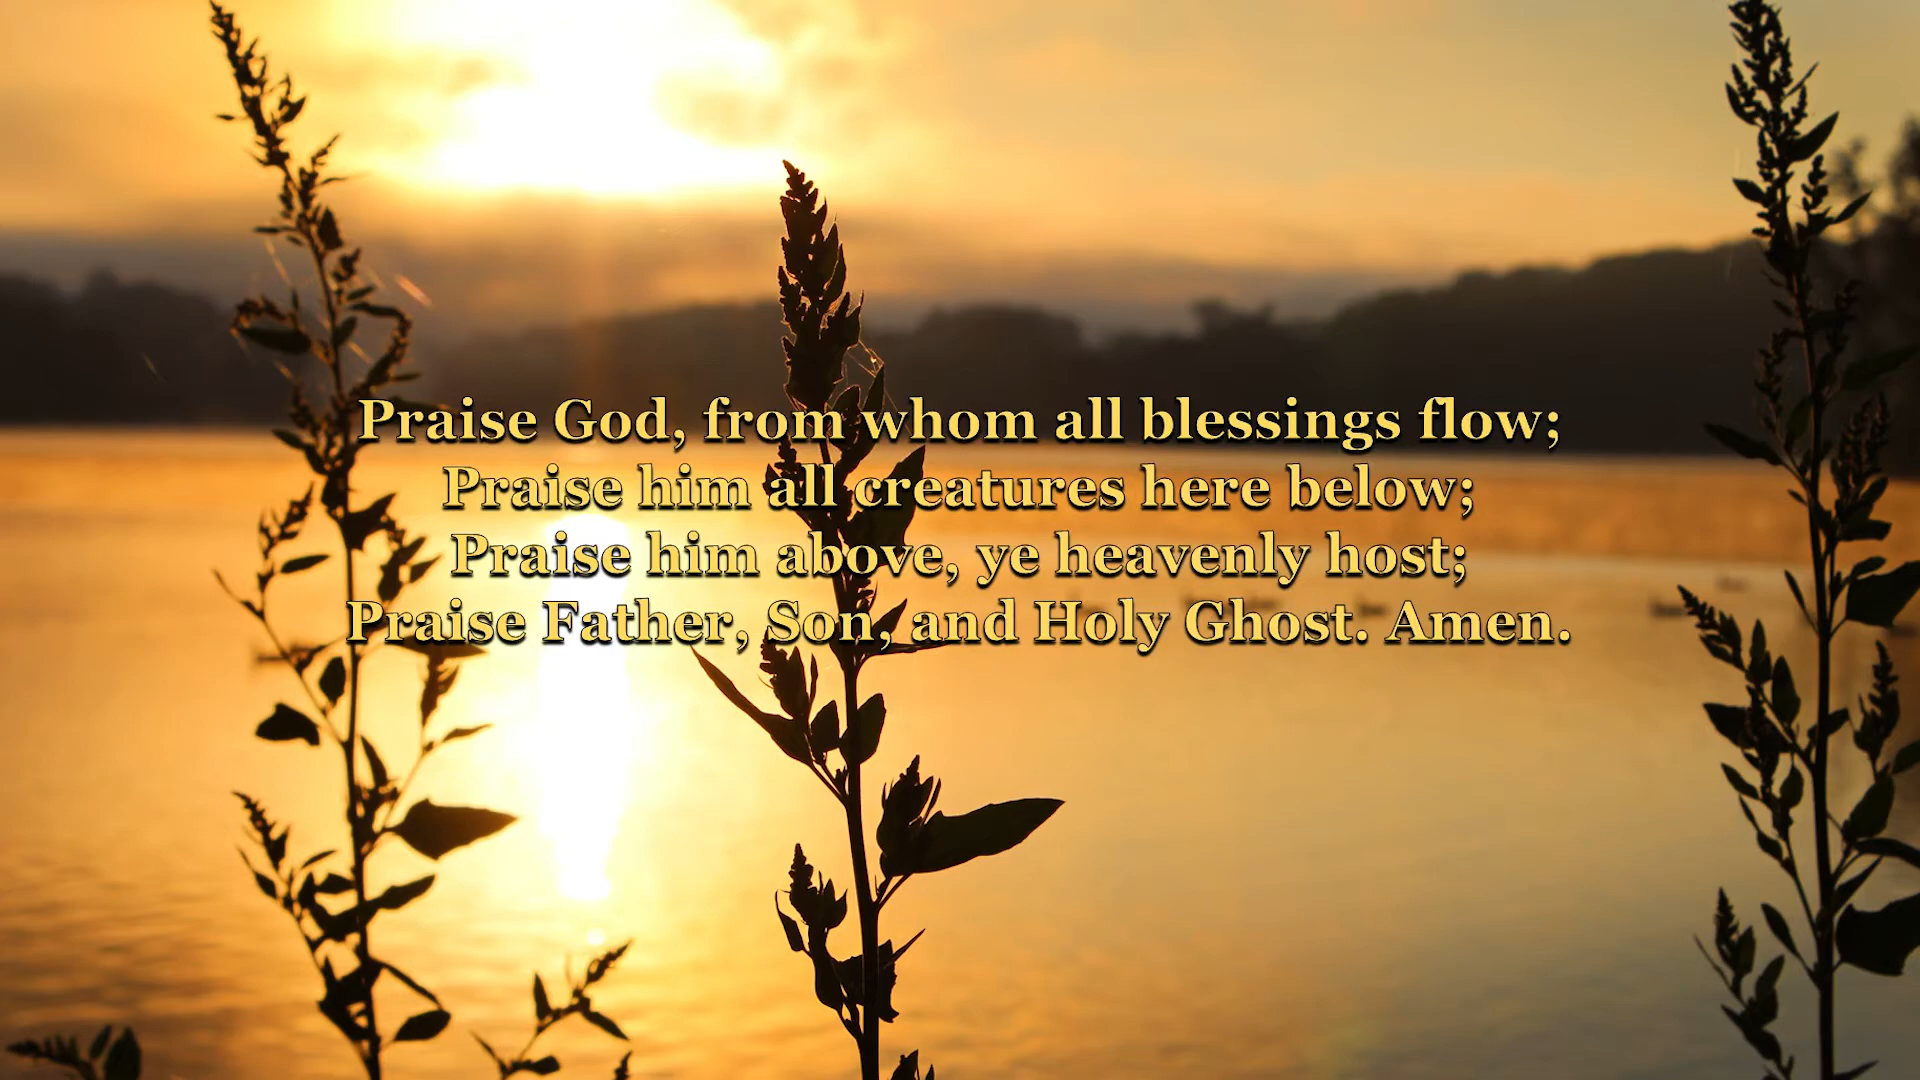 Praise God, from whom all blessings flow;
Praise him all creatures here below;
Praise him above, ye heavenly host;
Praise Father, Son, and Holy Ghost. Amen.